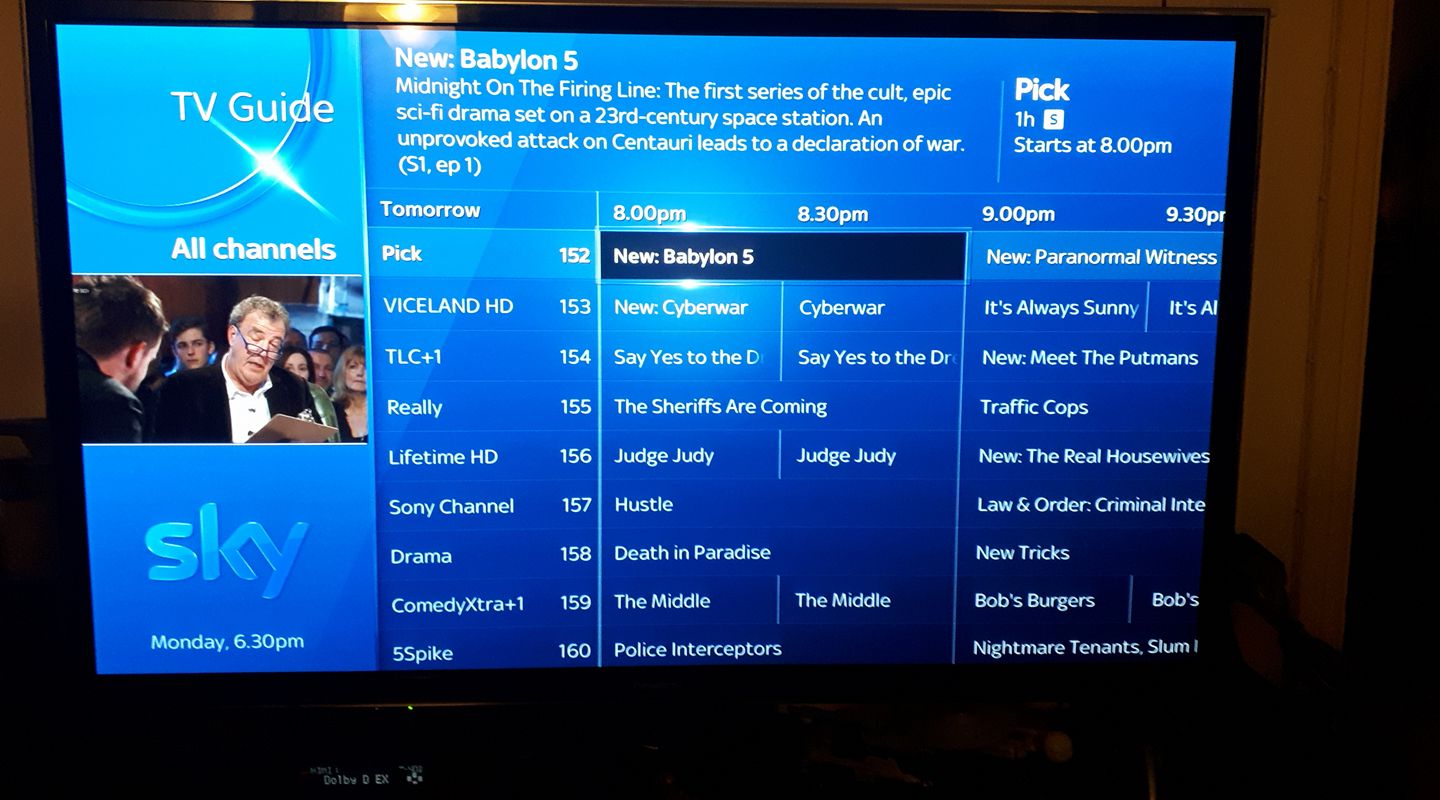 TV Guide
All channels
sky
Monday, 6.30pm
New: Babylon 5
Midnight On The Firing Line: The first series of the cult, epic
sci-fi drama set on a 23rd-century space station. An
unprovoked attack on Centauri leads to a declaration of war.
(S1, ep 1)
Pick
1h S
Starts at 8.00pm
Tomorrow 8.00pm 8.30pm 9.00pm 9.30pm
Pick 152 New: Babylon 5 New: Paranormal Witness
VICELAND HD 153 New: Cyberwar Cyberwar It's Always Sunny It's Al
TLC+1 154 Say Yes to the D Say Yes to the Dre New: Meet The Putmans
Really 155 The Sheriffs Are Coming Traffic Cops
Lifetime HD 156 Judge Judy Judge Judy New: The Real Housewives
Sony Channel 157 Hustle Law & Order: Criminal Inte
Drama 158 Death in Paradise New Tricks
ComedyXtra+1 159 The Middle The Middle Bob's Burgers Bob's
5Spike 160 Police Interceptors Nightmare Tenants, Slum
Dolby D EX